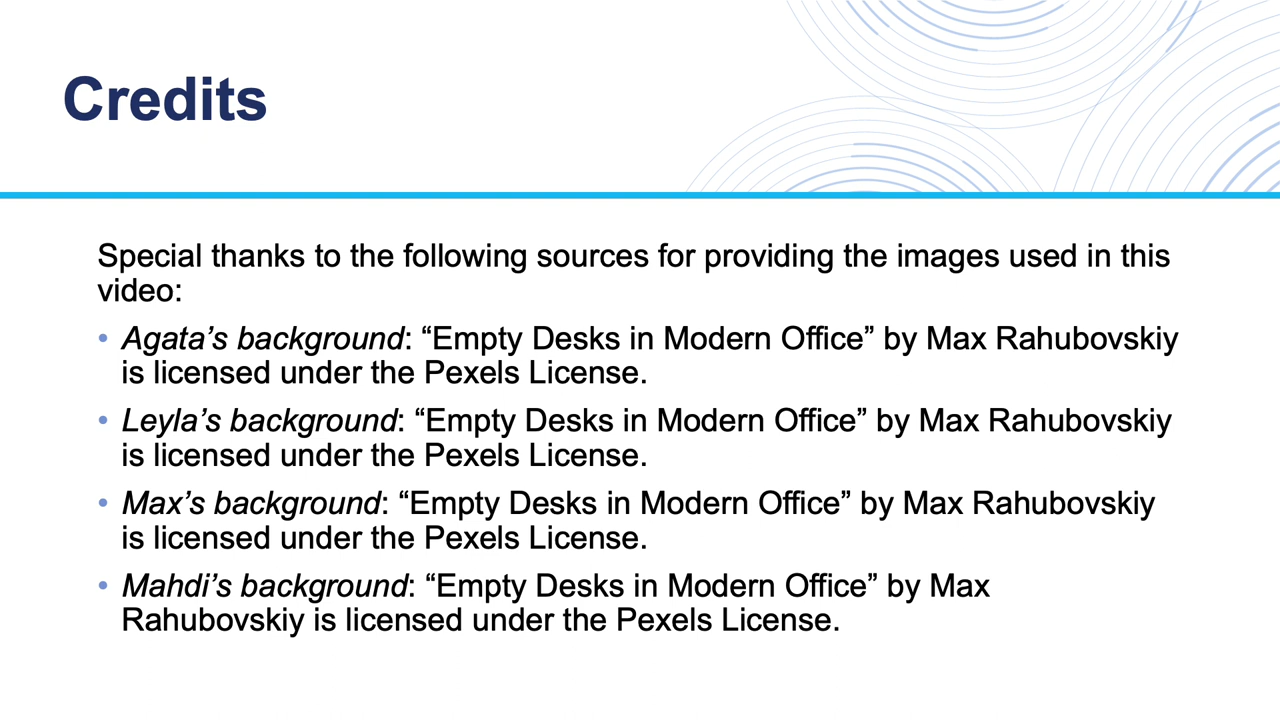 Credits
Special thanks to the following sources for providing the images used in this
video:
• Agata’s background: “Empty Desks in Modern Office” by Max Rahubovskiy
is licensed under the Pexels License.
• Leyla’s background: “Empty Desks in Modern Office” by Max Rahubovskiy
is licensed under the Pexels License.
• Max’s background: “Empty Desks in Modern Office” by Max Rahubovskiy
is licensed under the Pexels License.
• Mahdi’s background: “Empty Desks in Modern Office” by Max
Rahubovskiy is licensed under the Pexels License.